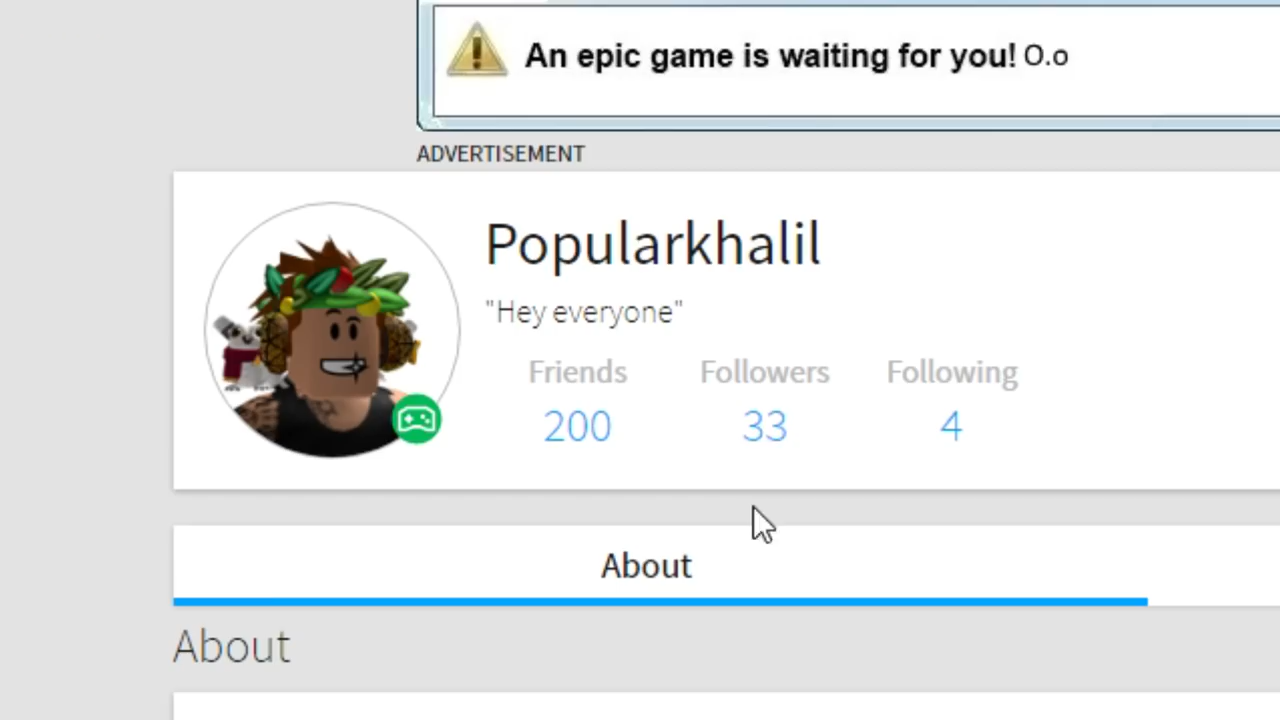 An epic game is waiting for you! O.o
ADVERTISEMENT
Popularkhalil
"Hey everyone"
Friends Followers Following
200 33 4
About
About